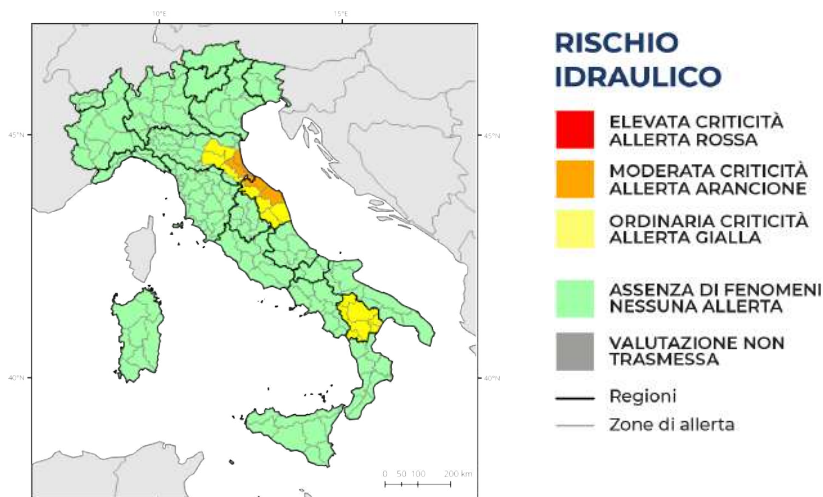 10°E 15°E
45°N 45°N
40°N 40°N
0 50 100 200 km
RISCHIO
IDRAULICO
ELEVATA CRITICITÀ
ALLERTA ROSSA
MODERATA CRITICITÀ
ALLERTA ARANCIONE
ORDINARIA CRITICITÀ
ALLERTA GIALLA
ASSENZA DI FENOMENI
NESSUNA ALLERTA
VALUTAZIONE NON
TRASMESSA
Regioni
Zone di allerta